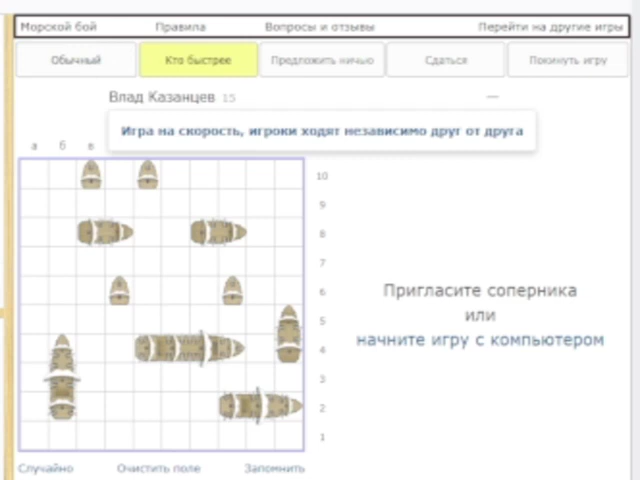 Морской бой Правила Вопросы и отзывы Перейти на другие игры
Обычный Кто быстрее Предложить ничью Сдаться Покинуть игру
Влад Казанцев 15 —
Игра на скорость, игроки ходят независимо друг от друга
а б в
10
9
8
7
6
5
4
3
2
1
Пригласите соперника
или
начните игру с компьютером
Случайно Очистить поле Запомнить